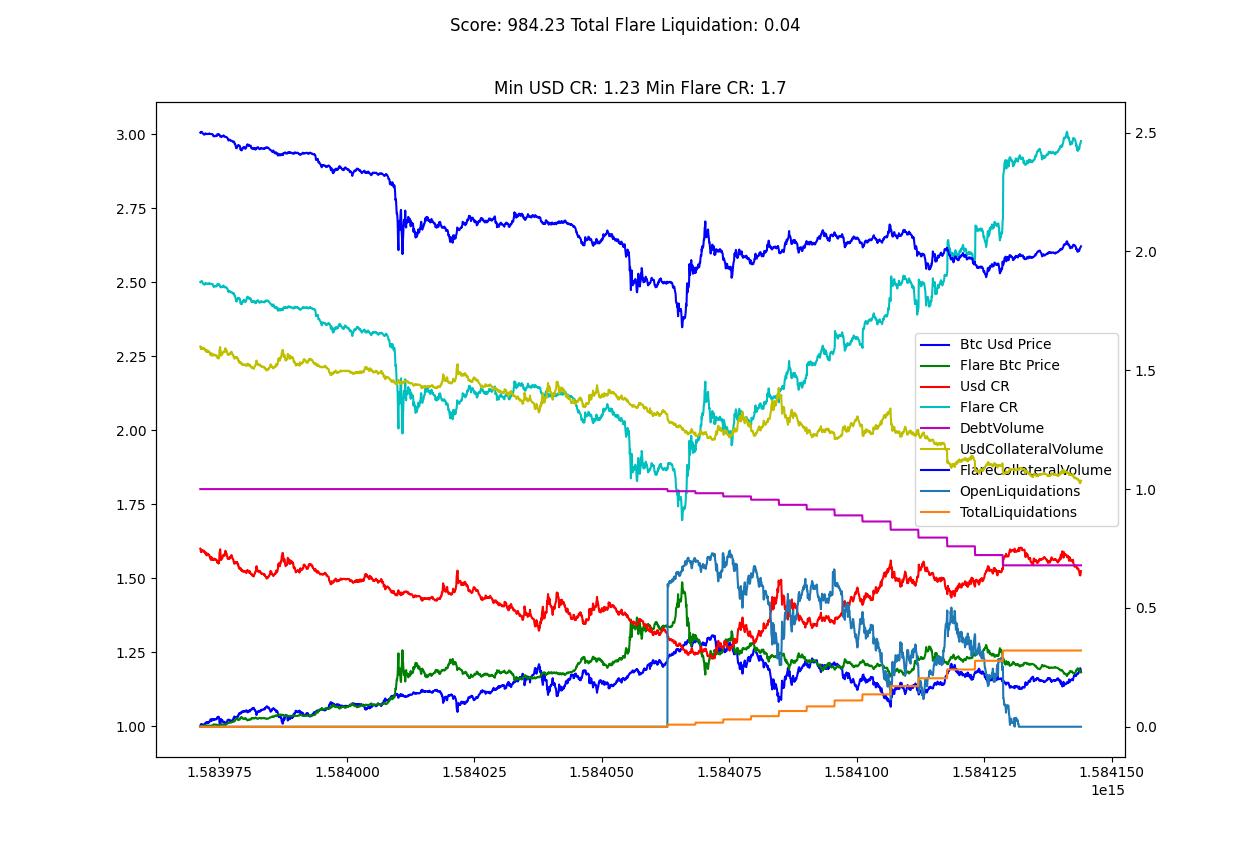 Score: 984.23 Total Flare Liquidation: 0.04
Min USD CR: 1.23 Min Flare CR: 1.7
3.00
2.75
2.50
2.25
2.00
1.75
1.50
1.25
1.00
2.5
2.0
1.5
1.0
0.5
0.0
Btc Usd Price
Flare Btc Price
Usd CR
Flare CR
DebtVolume
UsdCollateralVolume
FlareCollateralVolume
OpenLiquidations
TotalLiquidations
1.583975 1.584000 1.584025 1.584050 1.584075 1.584100 1.584125 1.584150
1e15